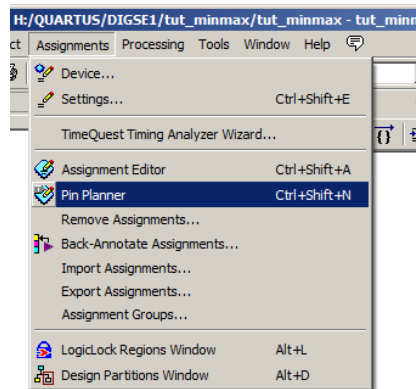 H:/QUARTUS/DIGSE1/tut_minmax/tut_minmax - tut_minm
ct Assignments Processing Tools Window Help
Device...
Settings... Ctrl+Shift+E
TimeQuest Timing Analyzer Wizard...
Assignment Editor Ctrl+Shift+A
Pin Planner Ctrl+Shift+N
Remove Assignments...
Back-Annotate Assignments...
Import Assignments...
Export Assignments...
Assignment Groups...
LogicLock Regions Window Alt+L
Design Partitions Window Alt+D